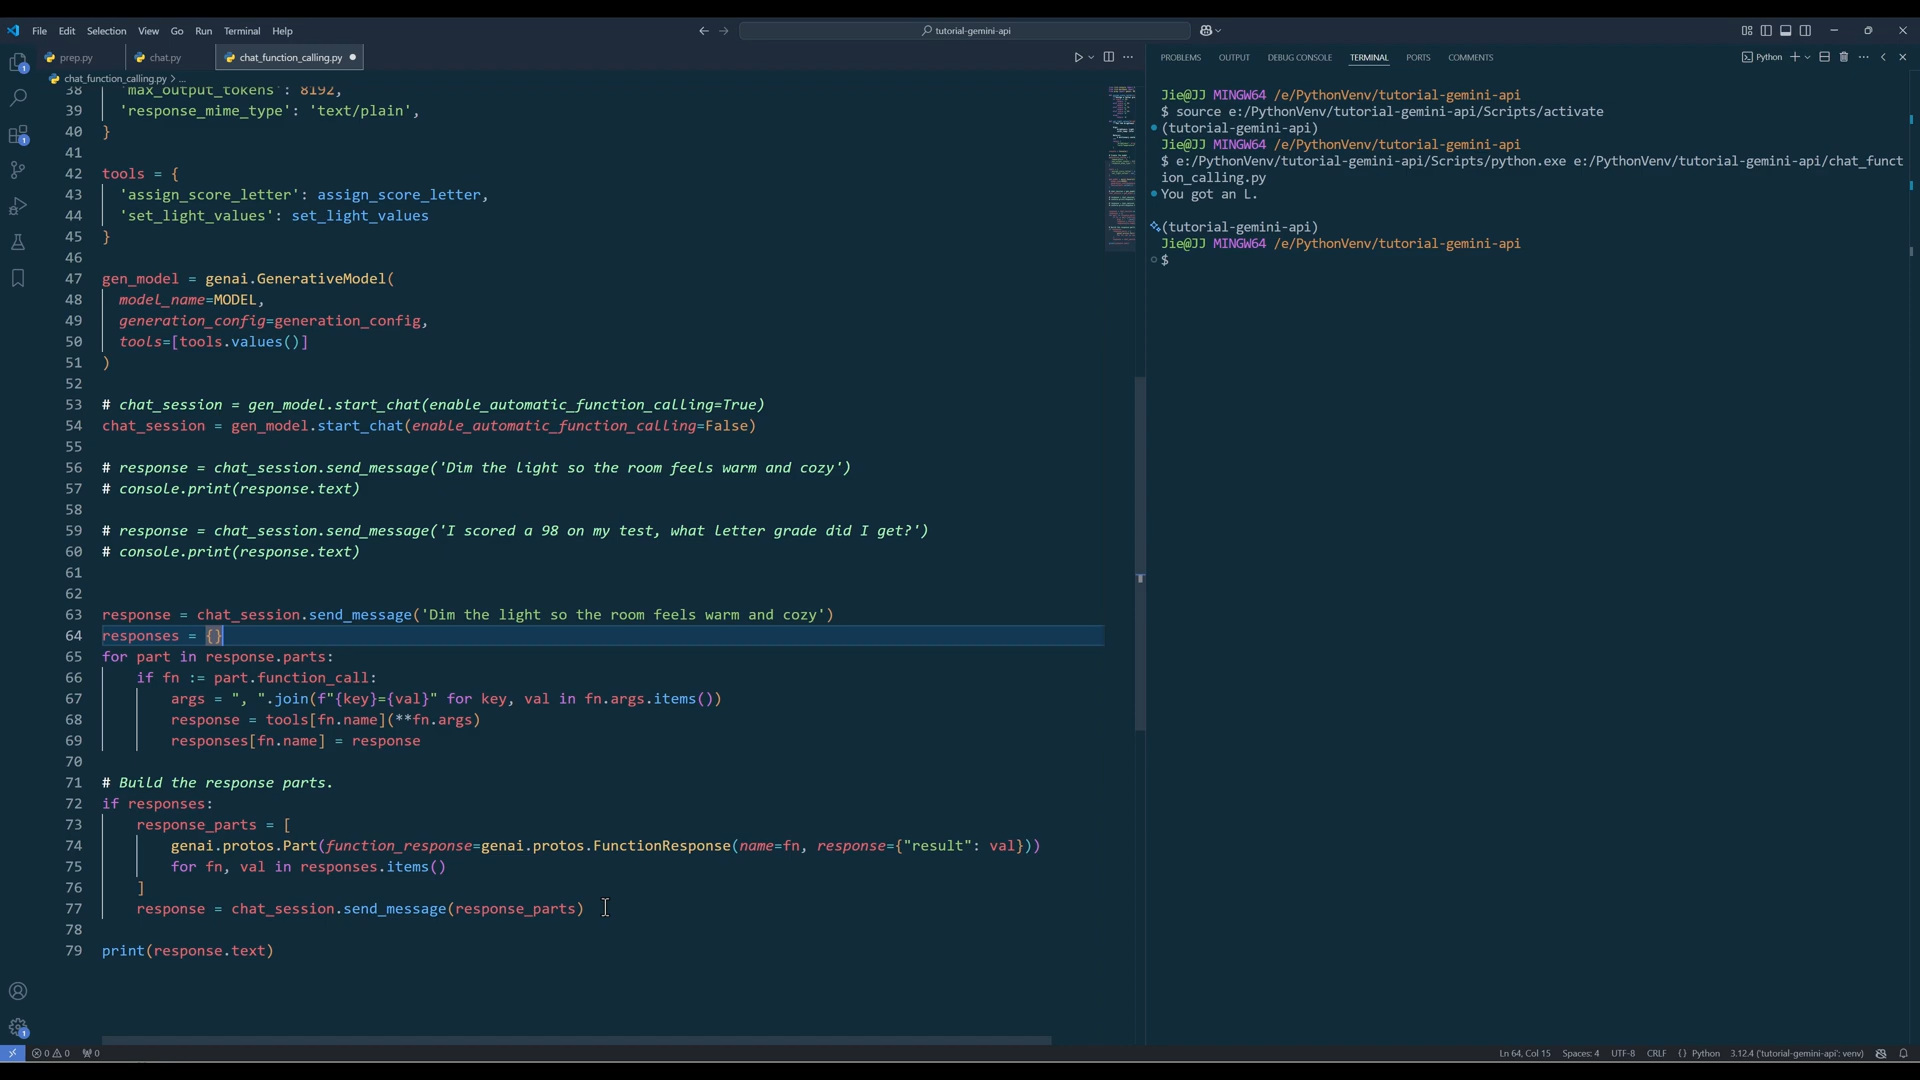 File Edit Selection View Go Run Terminal Help
tutorial-gemini-api
prep.py chat.py chat_function_calling.py
chat_function_calling.py > ...
38 'max_output_tokens': 8192,
39 'response_mime_type': 'text/plain',
40 }
41
42 tools = {
43 'assign_score_letter': assign_score_letter,
44 'set_light_values': set_light_values
45 }
46
47 gen_model = genai.GenerativeModel(
48 model_name=MODEL,
49 generation_config=generation_config,
50 tools=[tools.values()]
51 )
52
53 # chat_session = gen_model.start_chat(enable_automatic_function_calling=True)
54 chat_session = gen_model.start_chat(enable_automatic_function_calling=False)
55
56 # response = chat_session.send_message('Dim the light so the room feels warm and cozy')
57 # console.print(response.text)
58
59 # response = chat_session.send_message('I scored a 98 on my test, what letter grade did I get?')
60 # console.print(response.text)
61
62
63 response = chat_session.send_message('Dim the light so the room feels warm and cozy')
64 responses = {}
65 for part in response.parts:
66 if fn := part.function_call:
67 args = ", ".join(f"{key}={val}" for key, val in fn.args.items())
68 response = tools[fn.name](**fn.args)
69 responses[fn.name] = response
70
71 # Build the response parts.
72 if responses:
73 response_parts = [
74 genai.protos.Part(function_response=genai.protos.FunctionResponse(name=fn, response={"result": val}))
75 for fn, val in responses.items()
76 ]
77 response = chat_session.send_message(response_parts)
78
79 print(response.text)
PROBLEMS OUTPUT DEBUG CONSOLE TERMINAL PORTS COMMENTS
Python
Jie@JJ MINGW64 /e/PythonVenv/tutorial-gemini-api
$ source e:/PythonVenv/tutorial-gemini-api/Scripts/activate
(tutorial-gemini-api)
Jie@JJ MINGW64 /e/PythonVenv/tutorial-gemini-api
$ e:/PythonVenv/tutorial-gemini-api/Scripts/python.exe e:/PythonVenv/tutorial-gemini-api/chat_funct
ion_calling.py
You got an L.
(tutorial-gemini-api)
Jie@JJ MINGW64 /e/PythonVenv/tutorial-gemini-api
$
0 0 0
Ln 64, Col 15 Spaces: 4 UTF-8 CRLF {} Python 3.12.4 ('tutorial-gemini-api': venv)